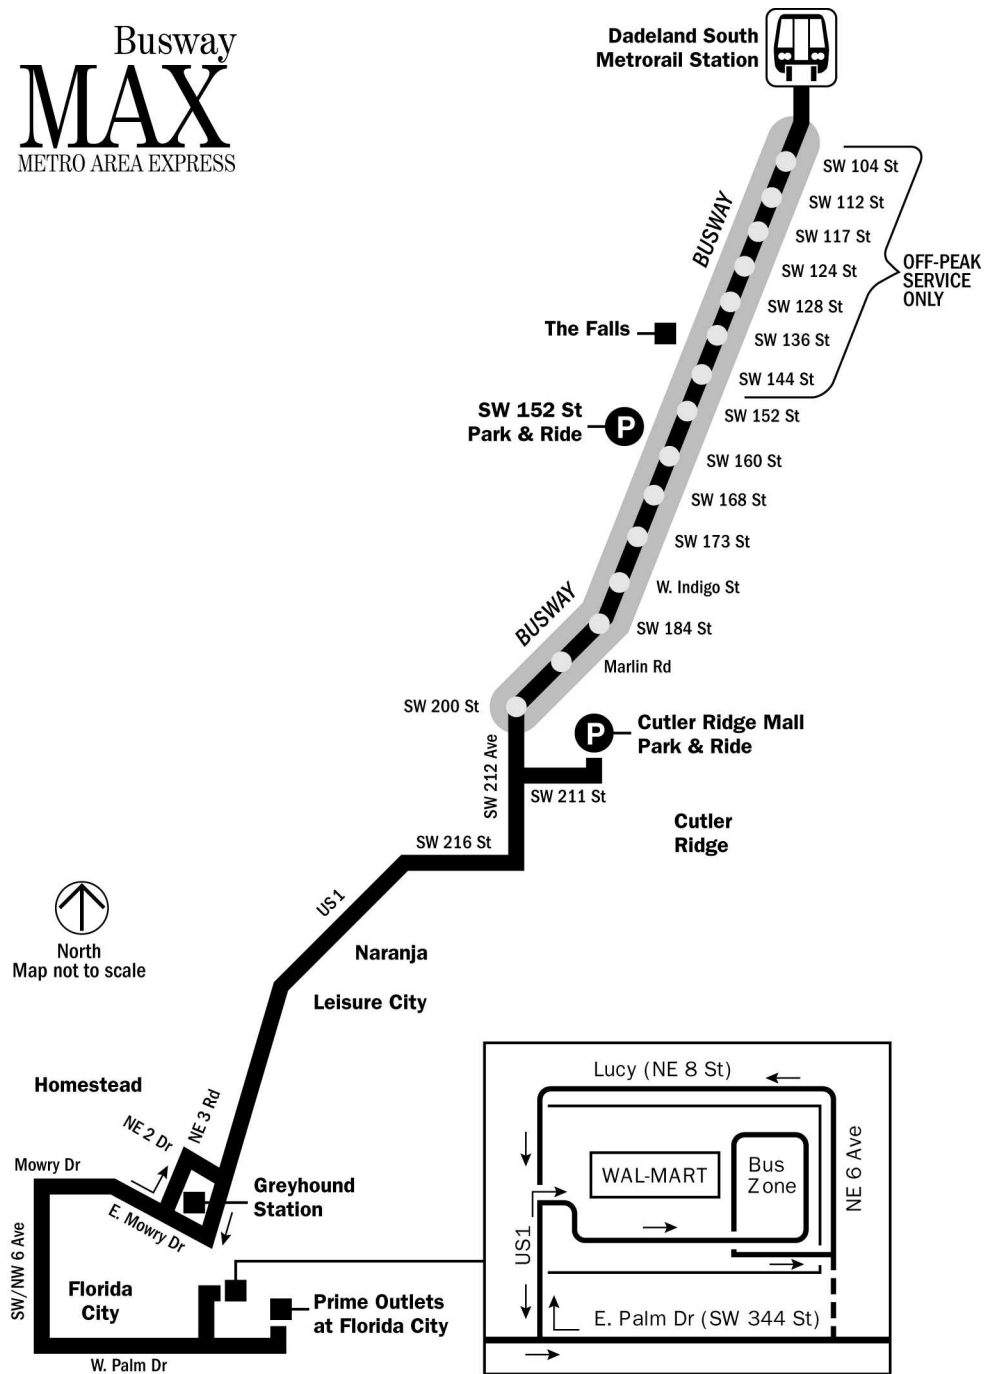 Busway
MAX
METRO AREA EXPRESS
Dadeland South
Metrorail Station
BUSWAY
SW 104 St
SW 112 St
SW 117 St
SW 124 St
SW 128 St
SW 136 St
SW 144 St
OFF-PEAK
SERVICE
ONLY
The Falls
SW 152 St
Park & Ride
P
SW 152 St
SW 160 St
SW 168 St
SW 173 St
W. Indigo St
BUSWAY
SW 184 St
Marlin Rd
SW 200 St
P
Cutler Ridge Mall
Park & Ride
SW 212 Ave
SW 211 St
Cutler
Ridge
SW 216 St
US1
North
Map not to scale
Naranja
Leisure City
Homestead
NE 2 Dr
NE 3 Rd
Mowry Dr
E. Mowry Dr
Greyhound
Station
SW/NW 6 Ave
Florida
City
Prime Outlets
at Florida City
W. Palm Dr
Lucy (NE 8 St)
WAL-MART
Bus
Zone
NE 6 Ave
US1
E. Palm Dr (SW 344 St)